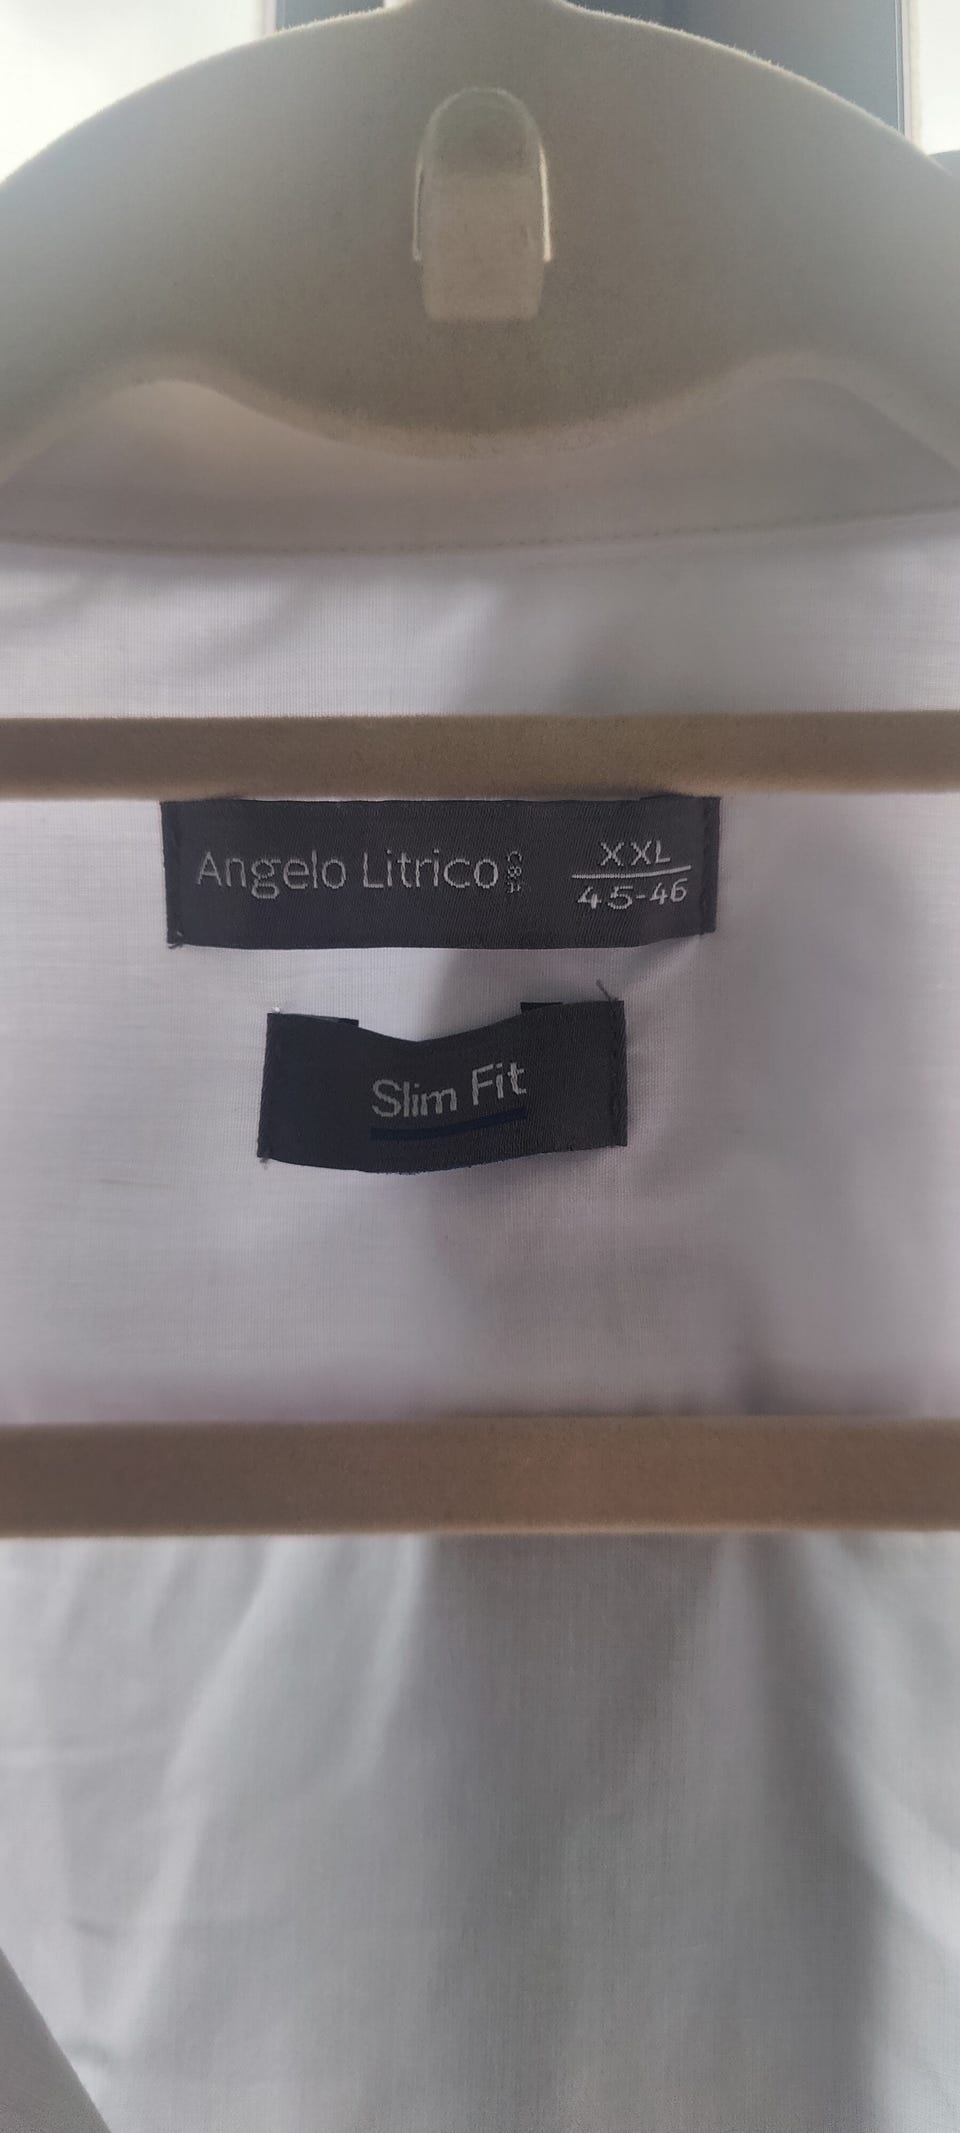 Angelo Litrico C&A
XXL
45-46
Slim Fit